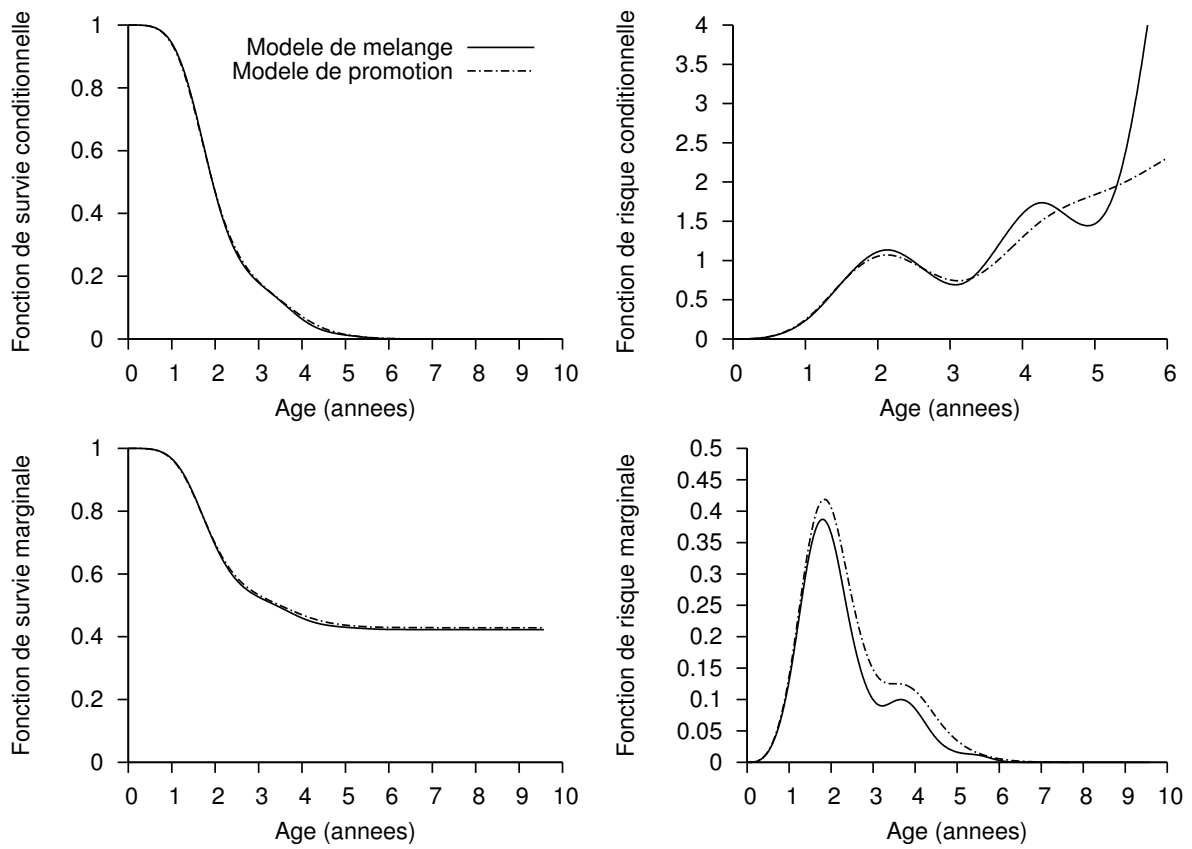 Fonction de survie conditionnelle
1
0.8
0.6
0.4
0.2
0
0 1 2 3 4 5 6 7 8 9 10
Age (annees)
Modele de melange
Modele de promotion
Fonction de risque conditionnelle
4
3.5
3
2.5
2
1.5
1
0.5
0
0 1 2 3 4 5 6
Age (annees)
Fonction de survie marginale
1
0.8
0.6
0.4
0.2
0
0 1 2 3 4 5 6 7 8 9 10
Age (annees)
Fonction de risque marginale
0.5
0.45
0.4
0.35
0.3
0.25
0.2
0.15
0.1
0.05
0
0 1 2 3 4 5 6 7 8 9 10
Age (annees)